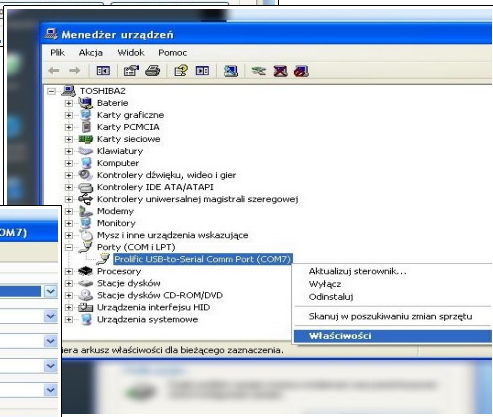 Menedżer urządzeń
Plik Akcja Widok Pomoc
TOSHIBA2
Baterie
Karty graficzne
Karty PCMCIA
Karty sieciowe
Klawiatury
Komputer
Kontrolery dźwięku, wideo i gier
Kontrolery IDE ATA/ATAPI
Kontrolery uniwersalnej magistrali szeregowej
Modemy
Monitory
Mysz i inne urządzenia wskazujące
Porty (COM i LPT)
Prolific USB-to-Serial Comm Port (COM7)
Procesory
Stacje dysków
Stacje dysków CD-ROM/DVD
Urządzenia interfejsu HID
Urządzenia systemowe
Aktualizuj sterownik...
Wyłącz
Odinstaluj
Skanuj w poszukiwaniu zmian sprzętu
Właściwości
iera arkusz właściwości dla bieżącego zaznaczenia.
OM7)